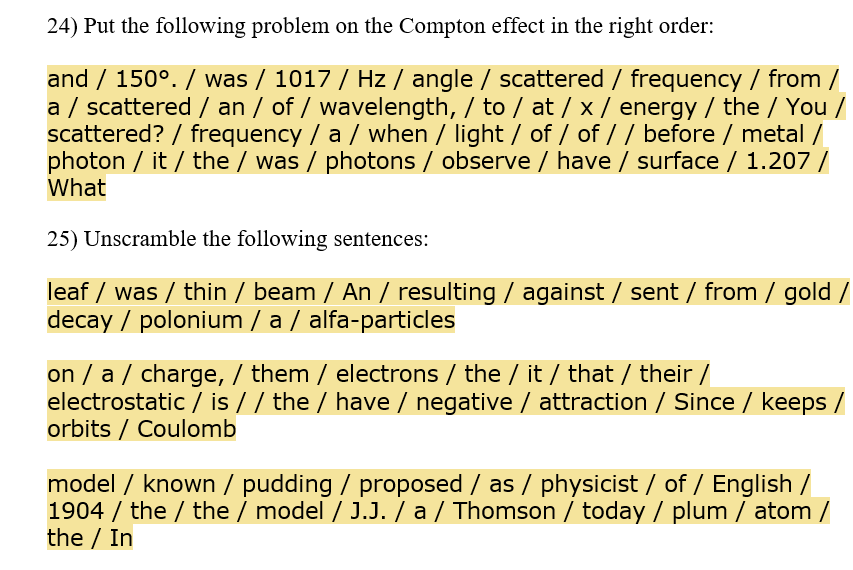 24) Put the following problem on the Compton effect in the right order:
and / 150°. / was / 1017 / Hz / angle / scattered / frequency / from /
a / scattered / an / of / wavelength, / to / at / x / energy / the / You /
scattered? / frequency / a / when / light / of / of / / before / metal /
photon / it / the / was / photons / observe / have / surface / 1.207 /
What
25) Unscramble the following sentences:
leaf / was / thin / beam / An / resulting / against / sent / from / gold /
decay / polonium / a / alfa-particles
on / a / charge, / them / electrons / the / it / that / their /
electrostatic / is / / the / have / negative / attraction / Since / keeps /
orbits / Coulomb
model / known / pudding / proposed / as / physicist / of / English /
1904 / the / the / model / J.J. / a / Thomson / today / plum / atom /
the / In